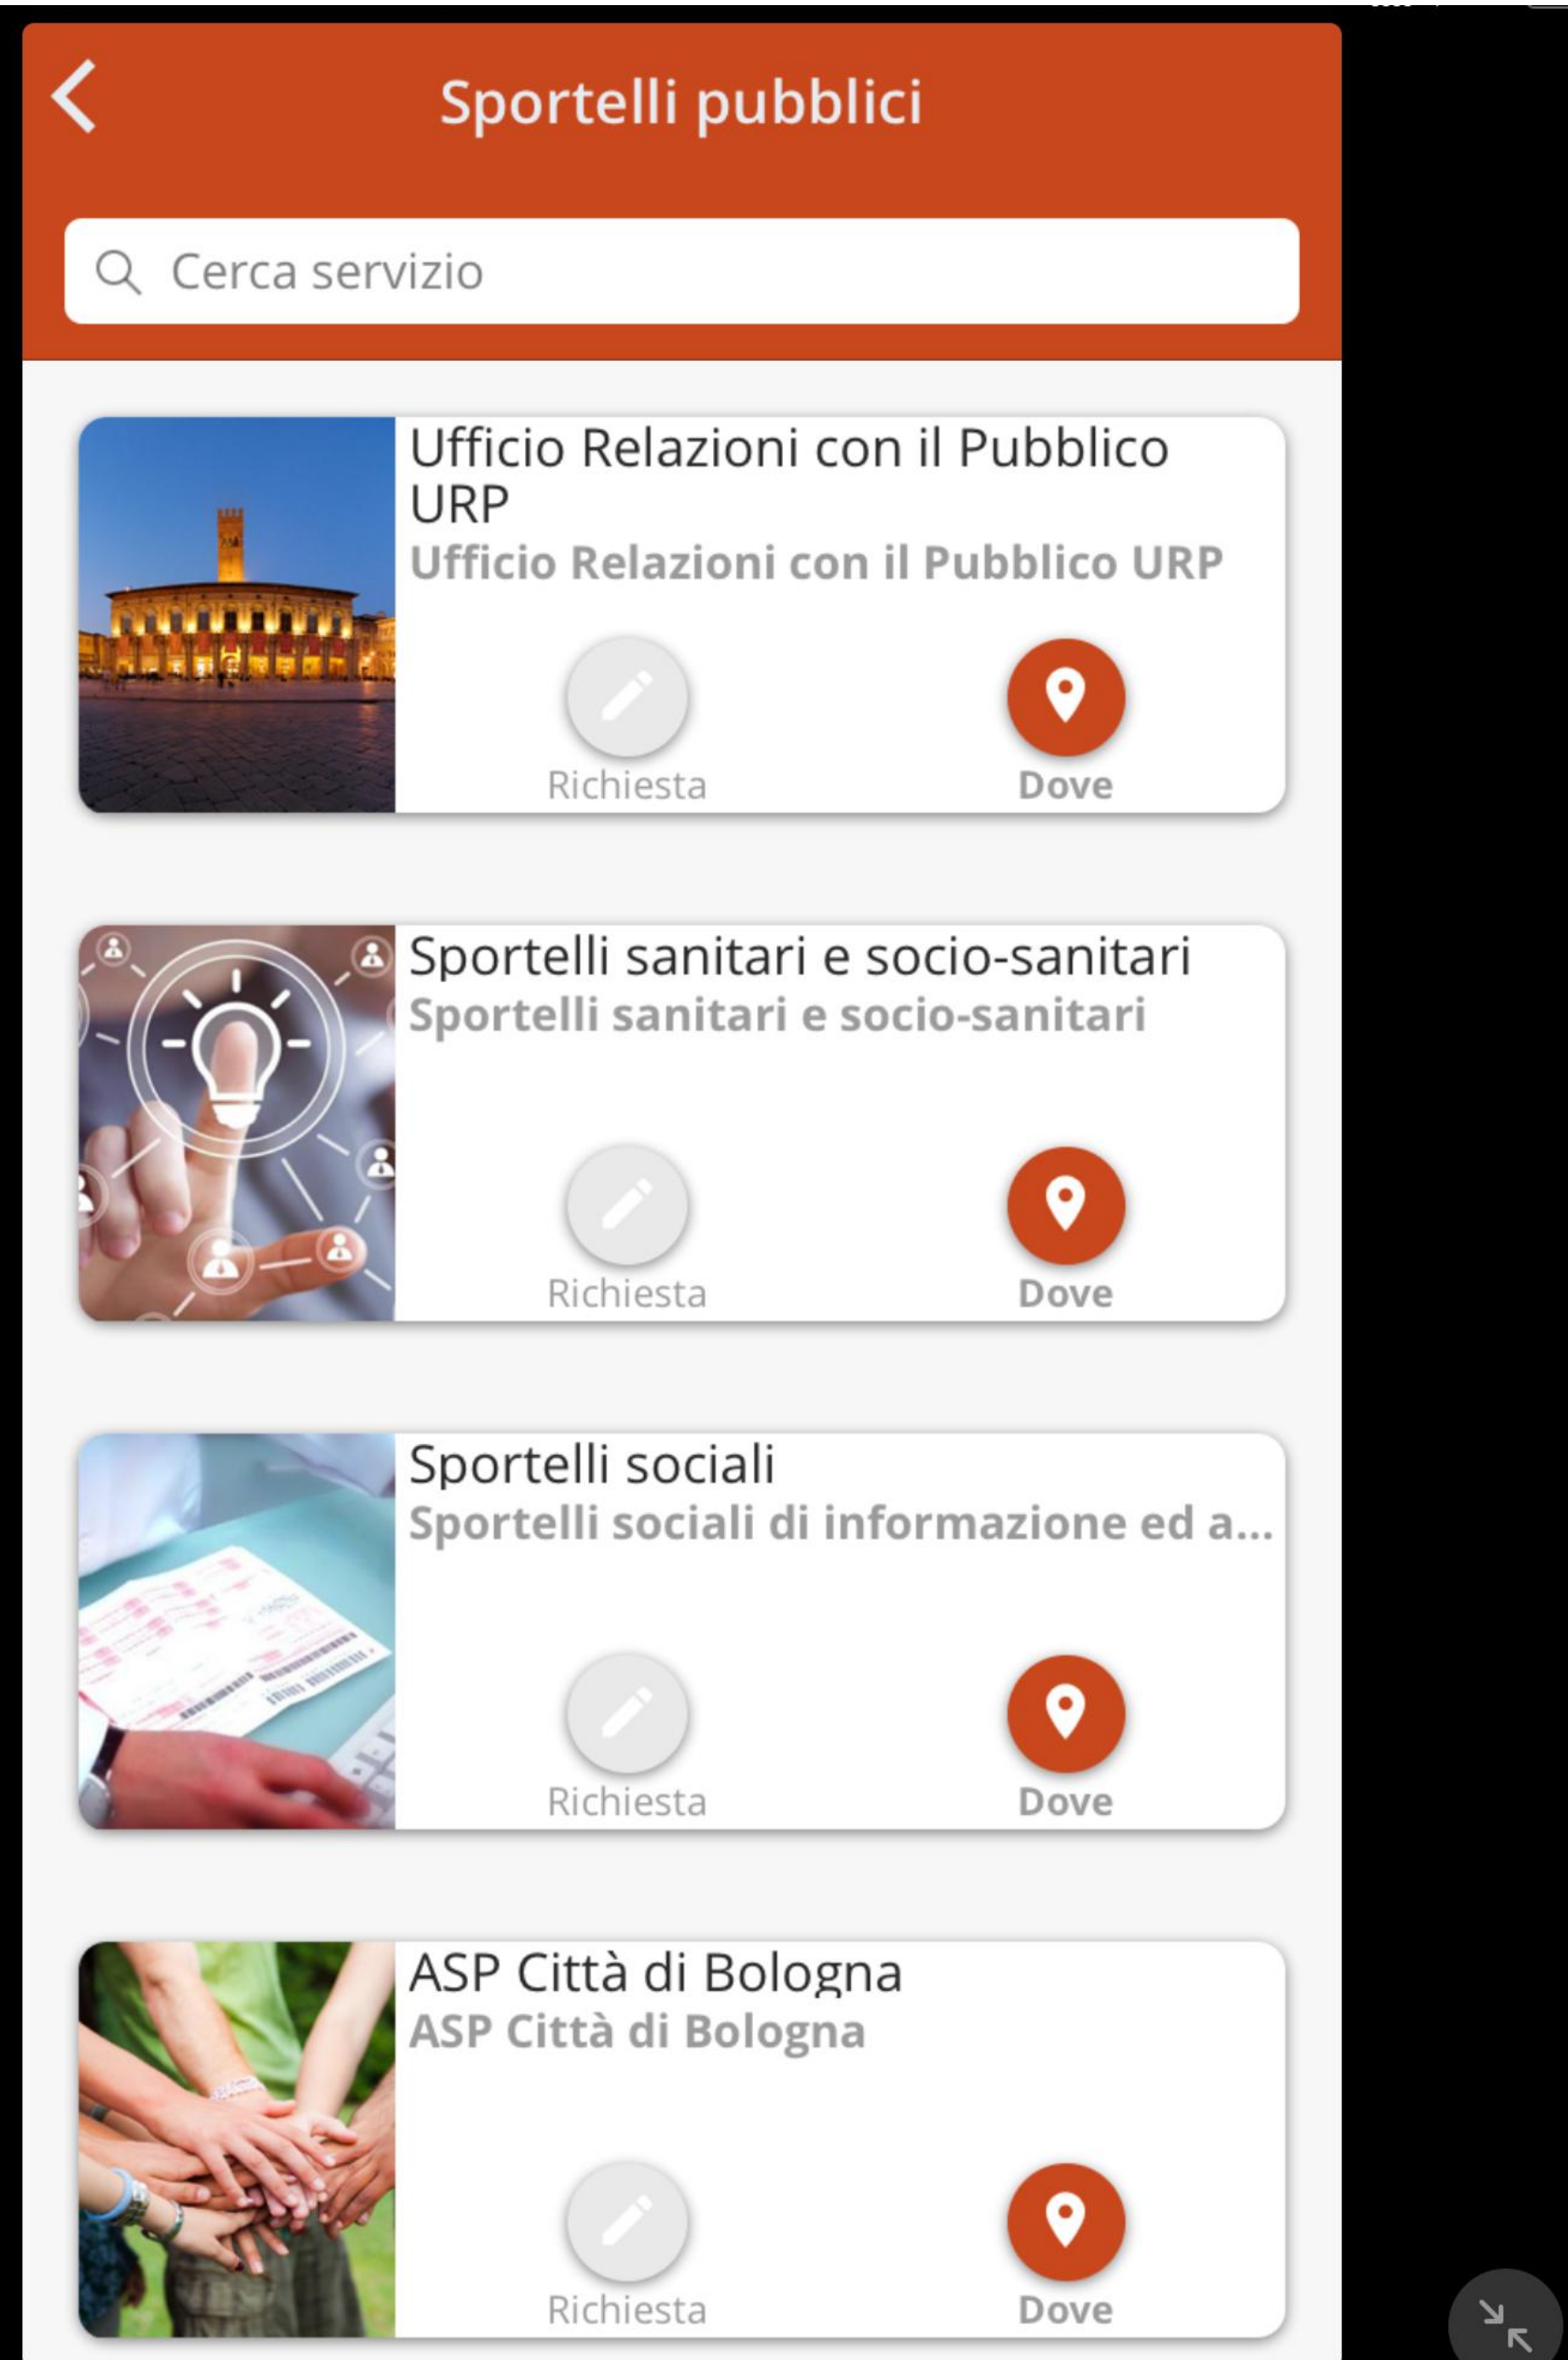 Sportelli pubblici
Cerca servizio
Ufficio Relazioni con il Pubblico
URP
Ufficio Relazioni con il Pubblico URP
Richiesta
Dove
Sportelli sanitari e socio-sanitari
Sportelli sanitari e socio-sanitari
Richiesta
Dove
Sportelli sociali
Sportelli sociali di informazione ed a...
Richiesta
Dove
ASP Città di Bologna
ASP Città di Bologna
Richiesta
Dove